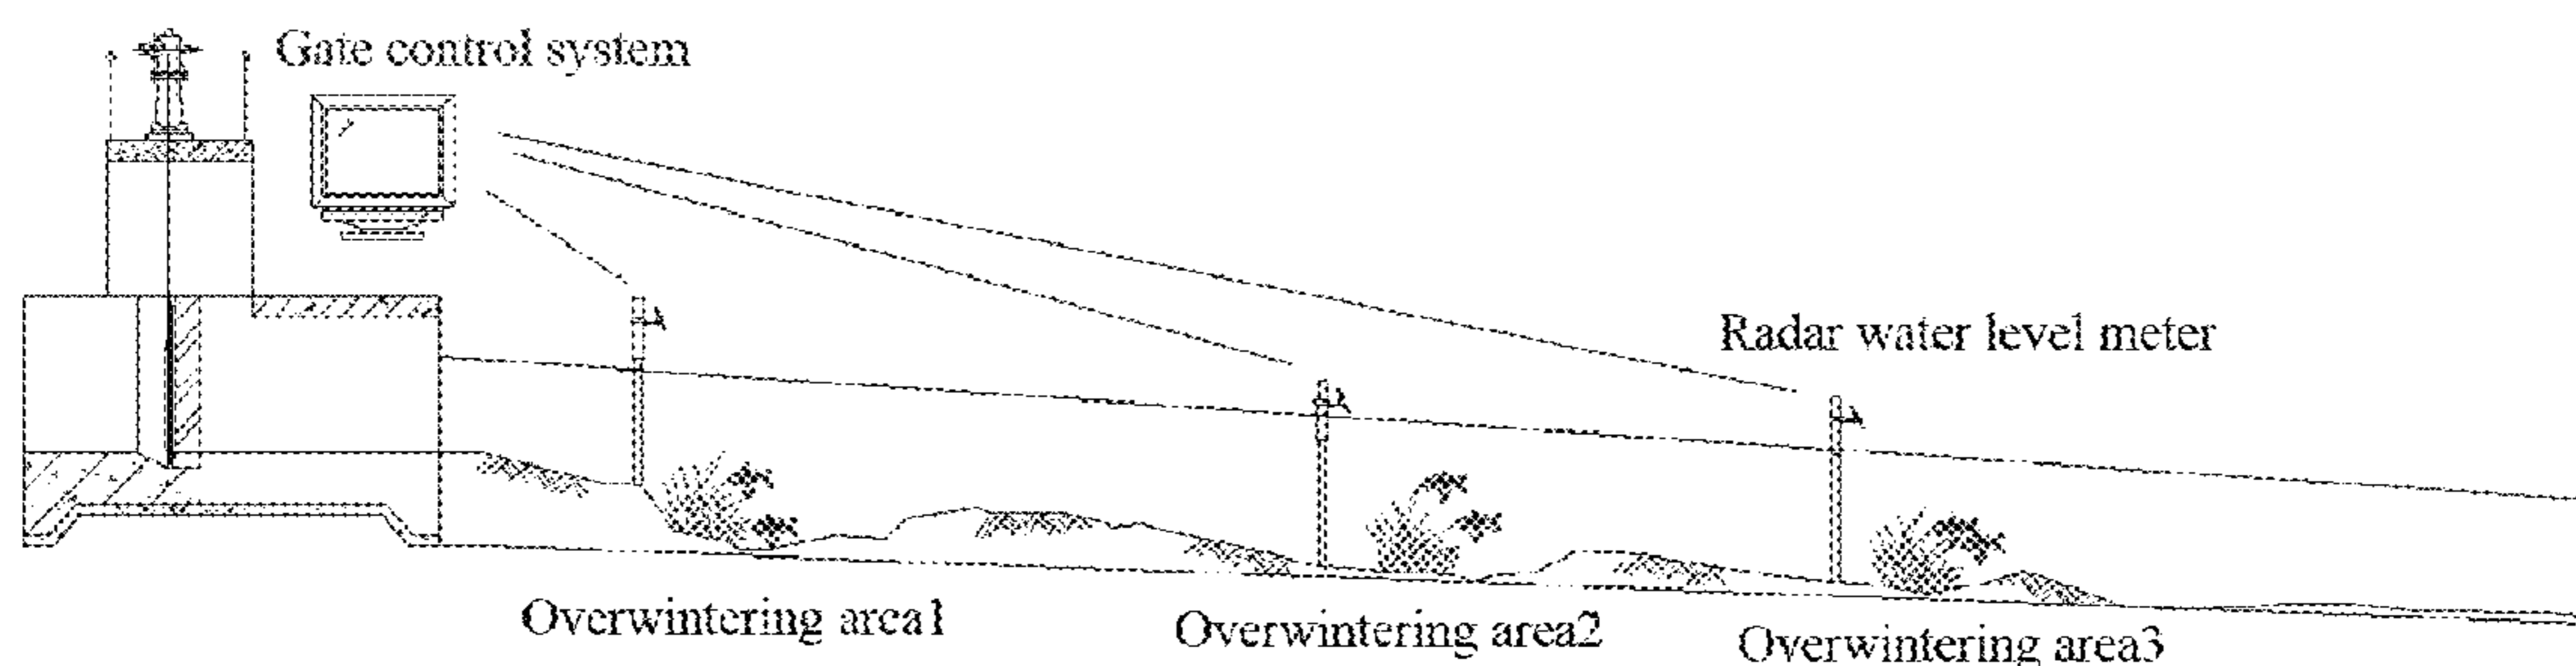 Gate control system
Radar water level meter
Overwintering area1
Overwintering area2
Overwintering area3